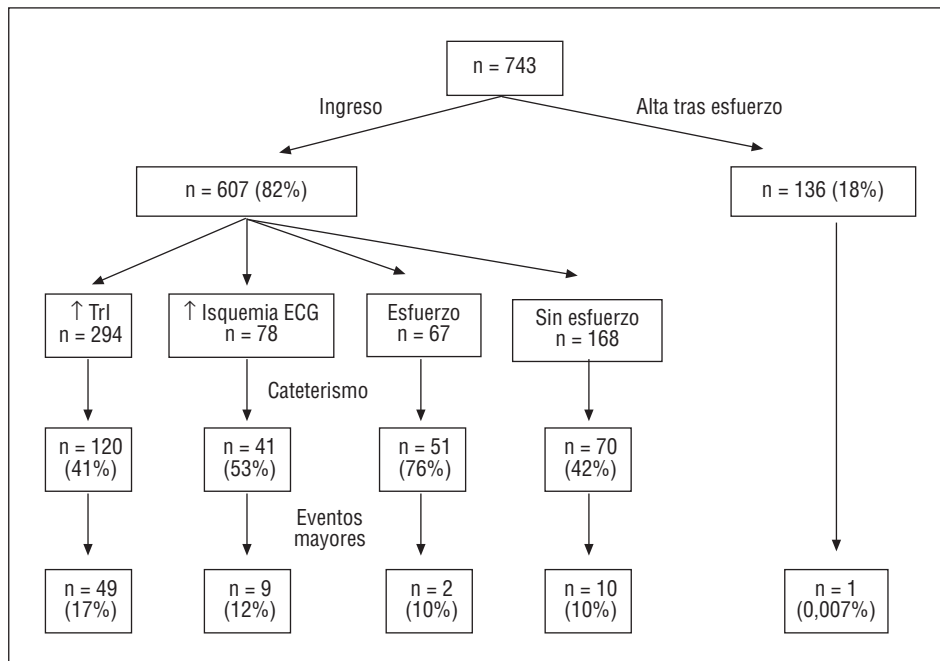 n = 743
Ingreso
Alta tras esfuerzo
n = 607 (82%)
n = 136 (18%)
↑ TrI
n = 294
↑ Isquemia ECG
n = 78
Esfuerzo
n = 67
Sin esfuerzo
n = 168
Cateterismo
n = 120
(41%)
n = 41
(53%)
n = 51
(76%)
n = 70
(42%)
Eventos
mayores
n = 49
(17%)
n = 9
(12%)
n = 2
(10%)
n = 10
(10%)
n = 1
(0,007%)